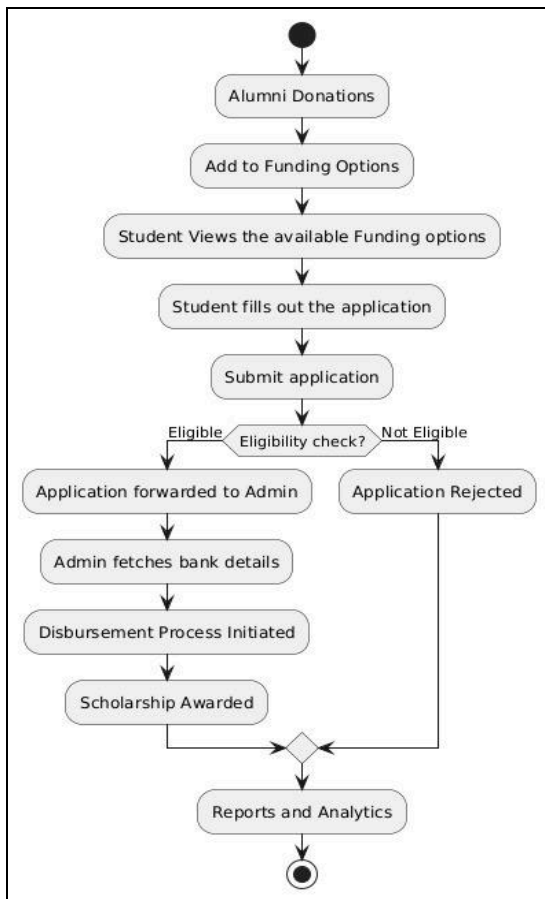 Alumni Donations
Add to Funding Options
Student Views the available Funding options
Student fills out the application
Submit application
Eligible
Eligibility check?
Not Eligible
Application forwarded to Admin
Application Rejected
Admin fetches bank details
Disbursement Process Initiated
Scholarship Awarded
Reports and Analytics